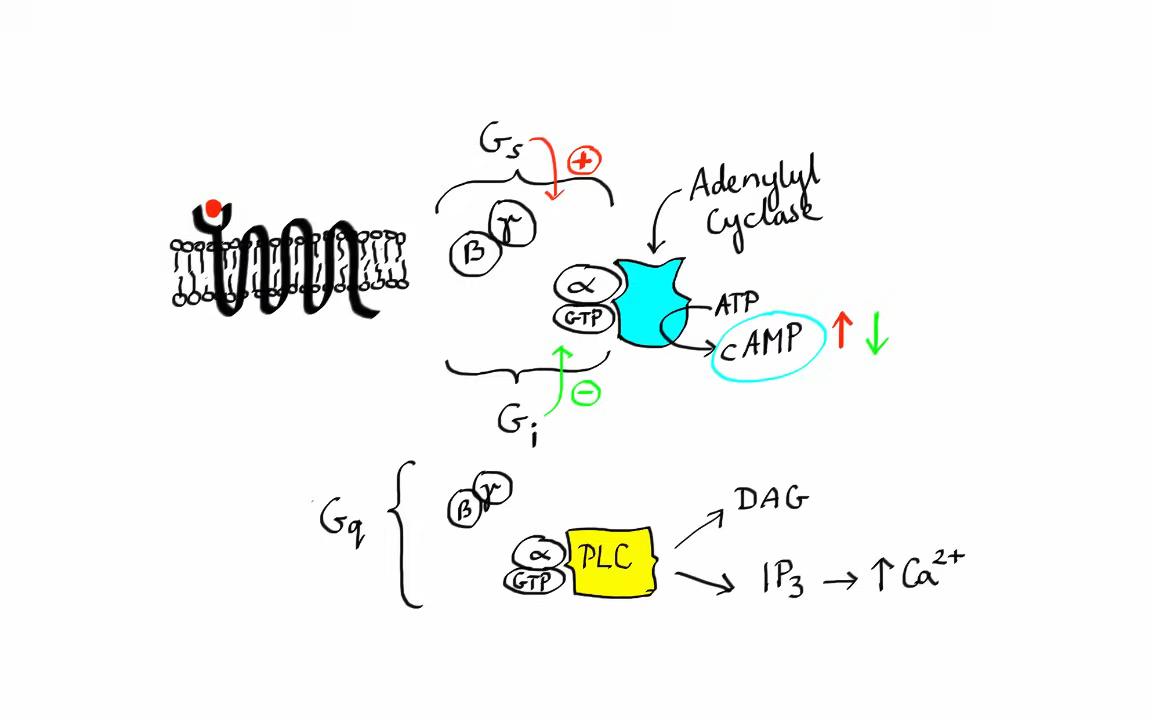 Gs
+
Adenylyl
Cyclase
β γ
α
GTP
ATP
cAMP ↑ ↓
−
Gi
Gq
β γ
α
GTP
PLC
DAG
IP3 → ↑ Ca2+